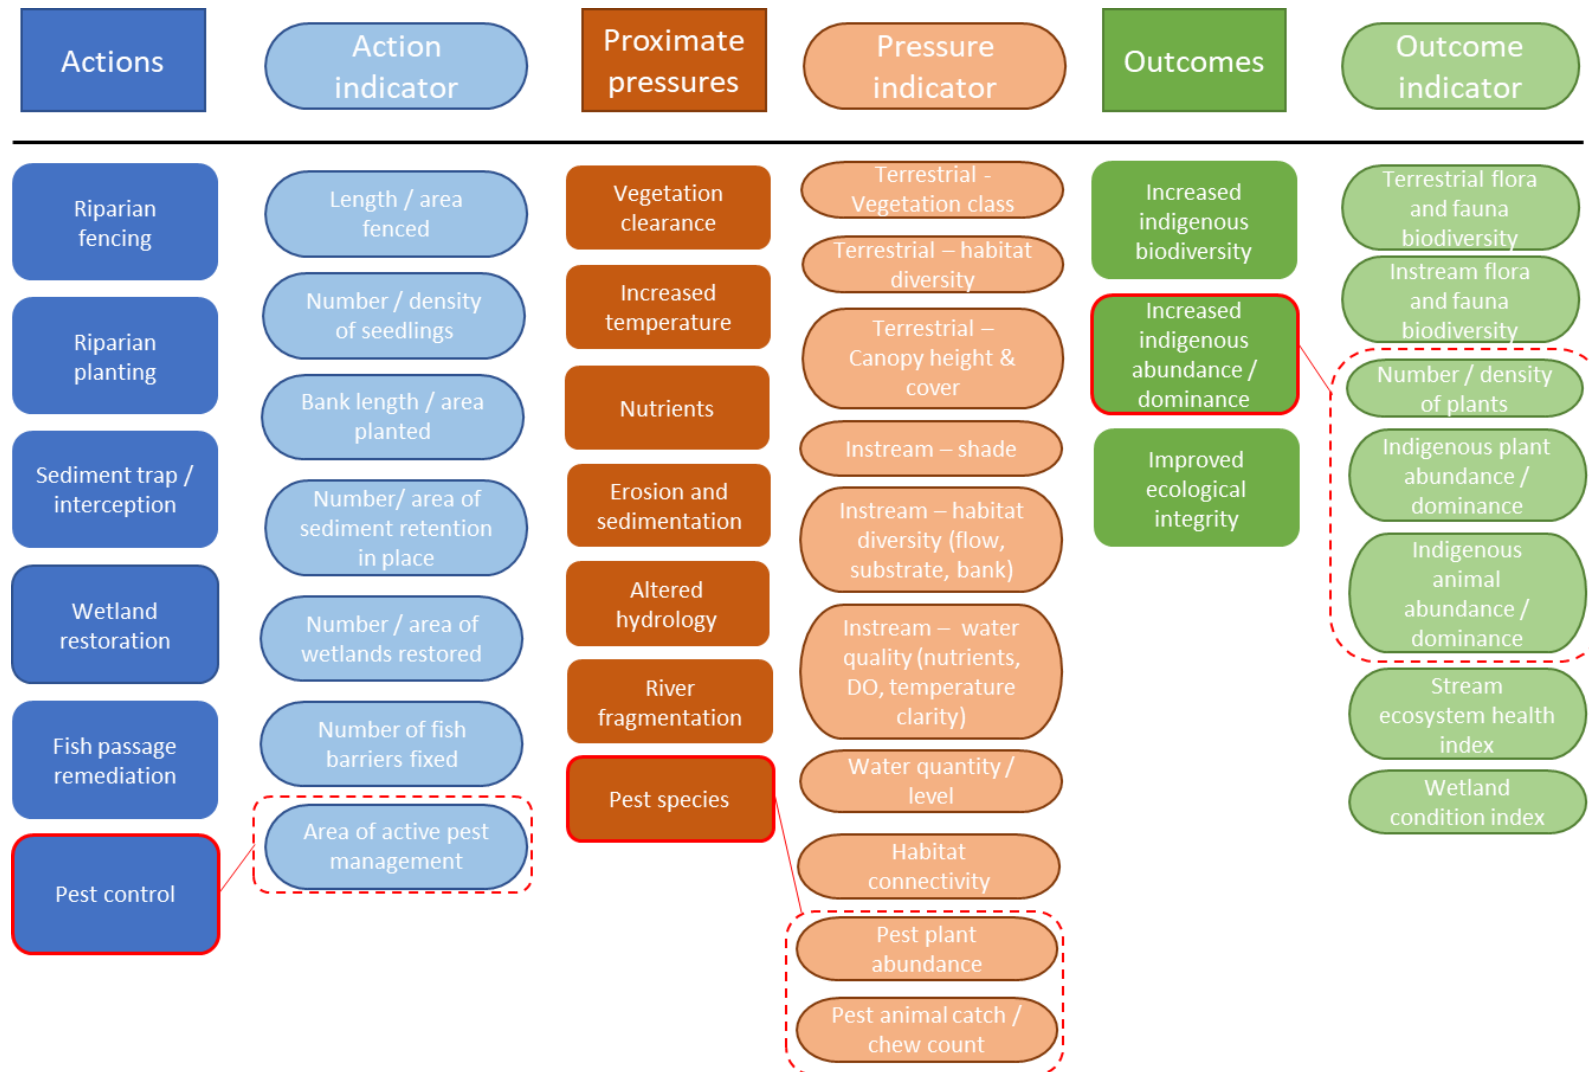 Actions
Action
indicator
Proximate
pressures
Pressure
indicator
Outcomes
Outcome
indicator
Riparian
fencing
Riparian
planting
Sediment trap /
interception
Wetland
restoration
Fish passage
remediation
Pest control
Length / area
fenced
Number / density
of seedlings
Bank length / area
planted
Number/ area of
sediment retention
in place
Number / area of
wetlands restored
Number of fish
barriers fixed
Area of active pest
management
Vegetation
clearance
Increased
temperature
Nutrients
Erosion and
sedimentation
Altered
hydrology
River
fragmentation
Pest species
Terrestrial -
Vegetation class
Terrestrial – habitat
diversity
Terrestrial –
Canopy height &
cover
Instream – shade
Instream – habitat
diversity (flow,
substrate, bank)
Instream – water
quality (nutrients,
DO, temperature
clarity)
Water quantity /
level
Habitat
connectivity
Pest plant
abundance
Pest animal catch /
chew count
Increased
indigenous
biodiversity
Increased
indigenous
abundance /
dominance
Improved
ecological
integrity
Terrestrial flora
and fauna
biodiversity
Instream flora
and fauna
biodiversity
Number / density
of plants
Indigenous plant
abundance /
dominance
Indigenous
animal
abundance /
dominance
Stream
ecosystem health
index
Wetland
condition index